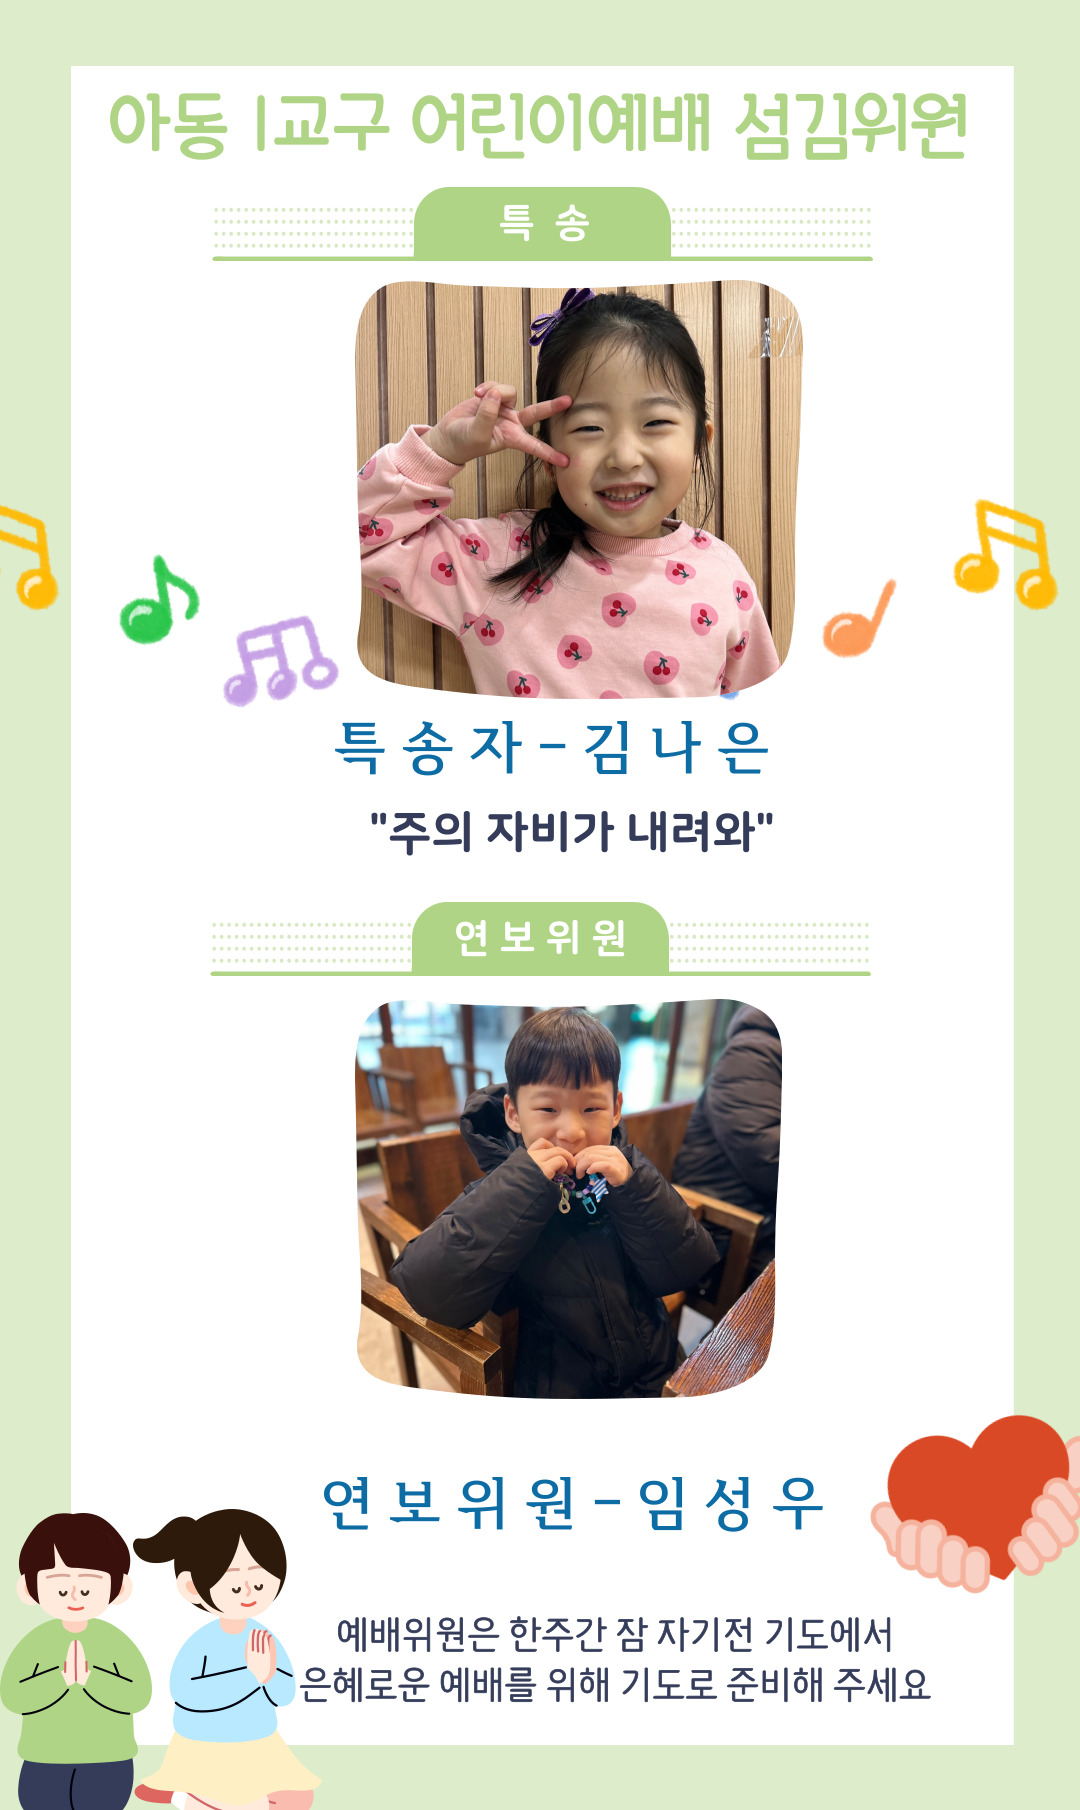 아동 1교구 어린이예배 섬김위원
특 송
특송자-김나은
"주의 자비가 내려와"
연보위원
연보위원-임성우
예배위원은 한주간 잠 자기전 기도에서
은혜로운 예배를 위해 기도로 준비해 주세요